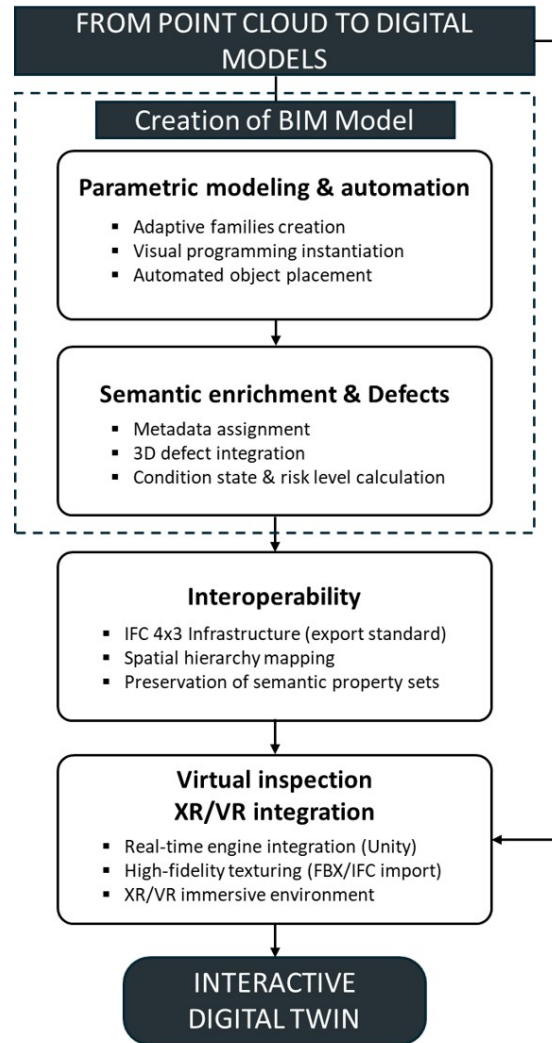 FROM POINT CLOUD TO DIGITAL
MODELS
Creation of BIM Model
Parametric modeling & automation
▪ Adaptive families creation
▪ Visual programming instantiation
▪ Automated object placement
Semantic enrichment & Defects
▪ Metadata assignment
▪ 3D defect integration
▪ Condition state & risk level calculation
Interoperability
▪ IFC 4x3 Infrastructure (export standard)
▪ Spatial hierarchy mapping
▪ Preservation of semantic property sets
Virtual inspection
XR/VR integration
▪ Real-time engine integration (Unity)
▪ High-fidelity texturing (FBX/IFC import)
▪ XR/VR immersive environment
INTERACTIVE
DIGITAL TWIN